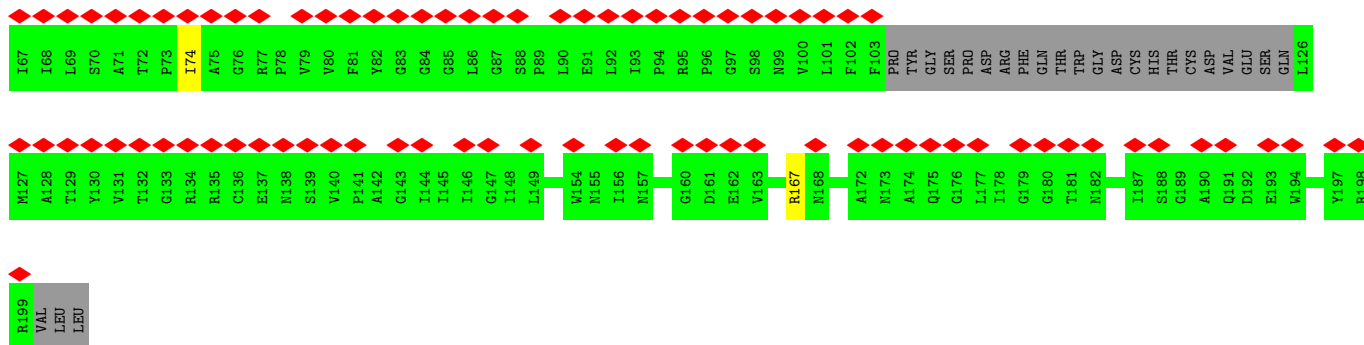 I67 I68 L69 S70 A71 T72 P73 I74 A75 G76 R77 P78 V79 V80 F81 Y82 G83 G84 G85 L86 G87 S88 P89 L90 E91 L92 I93 P94 R95 P96 G97 S98 N99 V100 L101 F102 F103 PRO TYR GLY SER PRO ASP ARG PHE GLN THR TRP GLY ASP CYS HIS THR CYS ASP VAL GLU SER GLN L126
M127 A128 T129 Y130 V131 T132 G133 R134 R135 C136 E137 N138 S139 V140 P141 A142 G143 I144 I145 I146 G147 I148 L149 W154 N155 I156 N157 G160 D161 E162 V163 R167 N168 A172 N173 A174 Q175 G176 L177 I178 G179 G180 T181 N182 I187 S188 G189 A190 Q191 D192 E193 W194 Y197 R198
R199 VAL LEU LEU